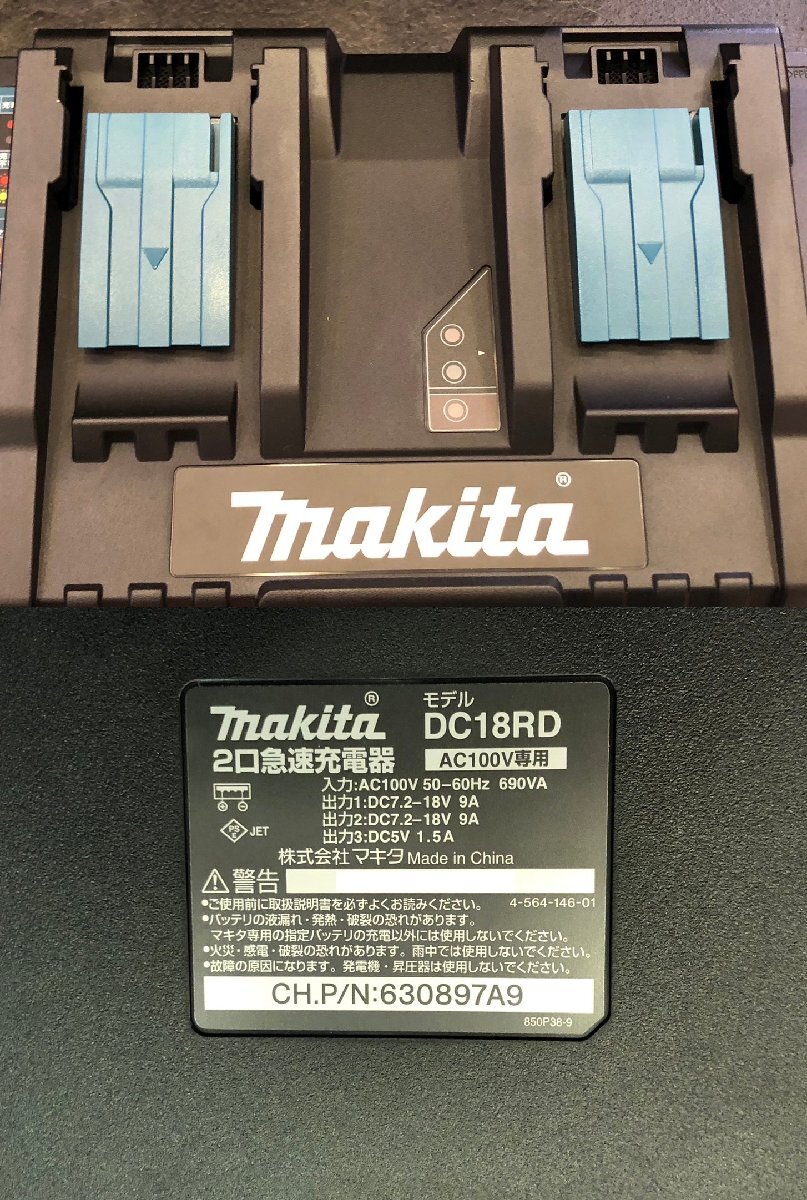 makita®
makita®
モデル
DC18RD
2口急速充電器
AC100V専用
入力:AC100V 50-60Hz 690VA
出力1:DC7.2-18V 9A
出力2:DC7.2-18V 9A
出力3:DC5V 1.5A
PS
E
JET
株式会社マキタ Made in China
警告
●ご使用前に取扱説明書を必ずよくお読みください。 4-564-146-01
●バッテリの液漏れ・発熱・破裂の恐れがあります。
マキタ専用の指定バッテリの充電以外には使用しないでください。
●火災・感電・破裂の恐れがあります。雨中では使用しないでください。
●故障の原因になります。発電機・昇圧器は使用しないでください。
CH.P/N:630897A9
850P38-9